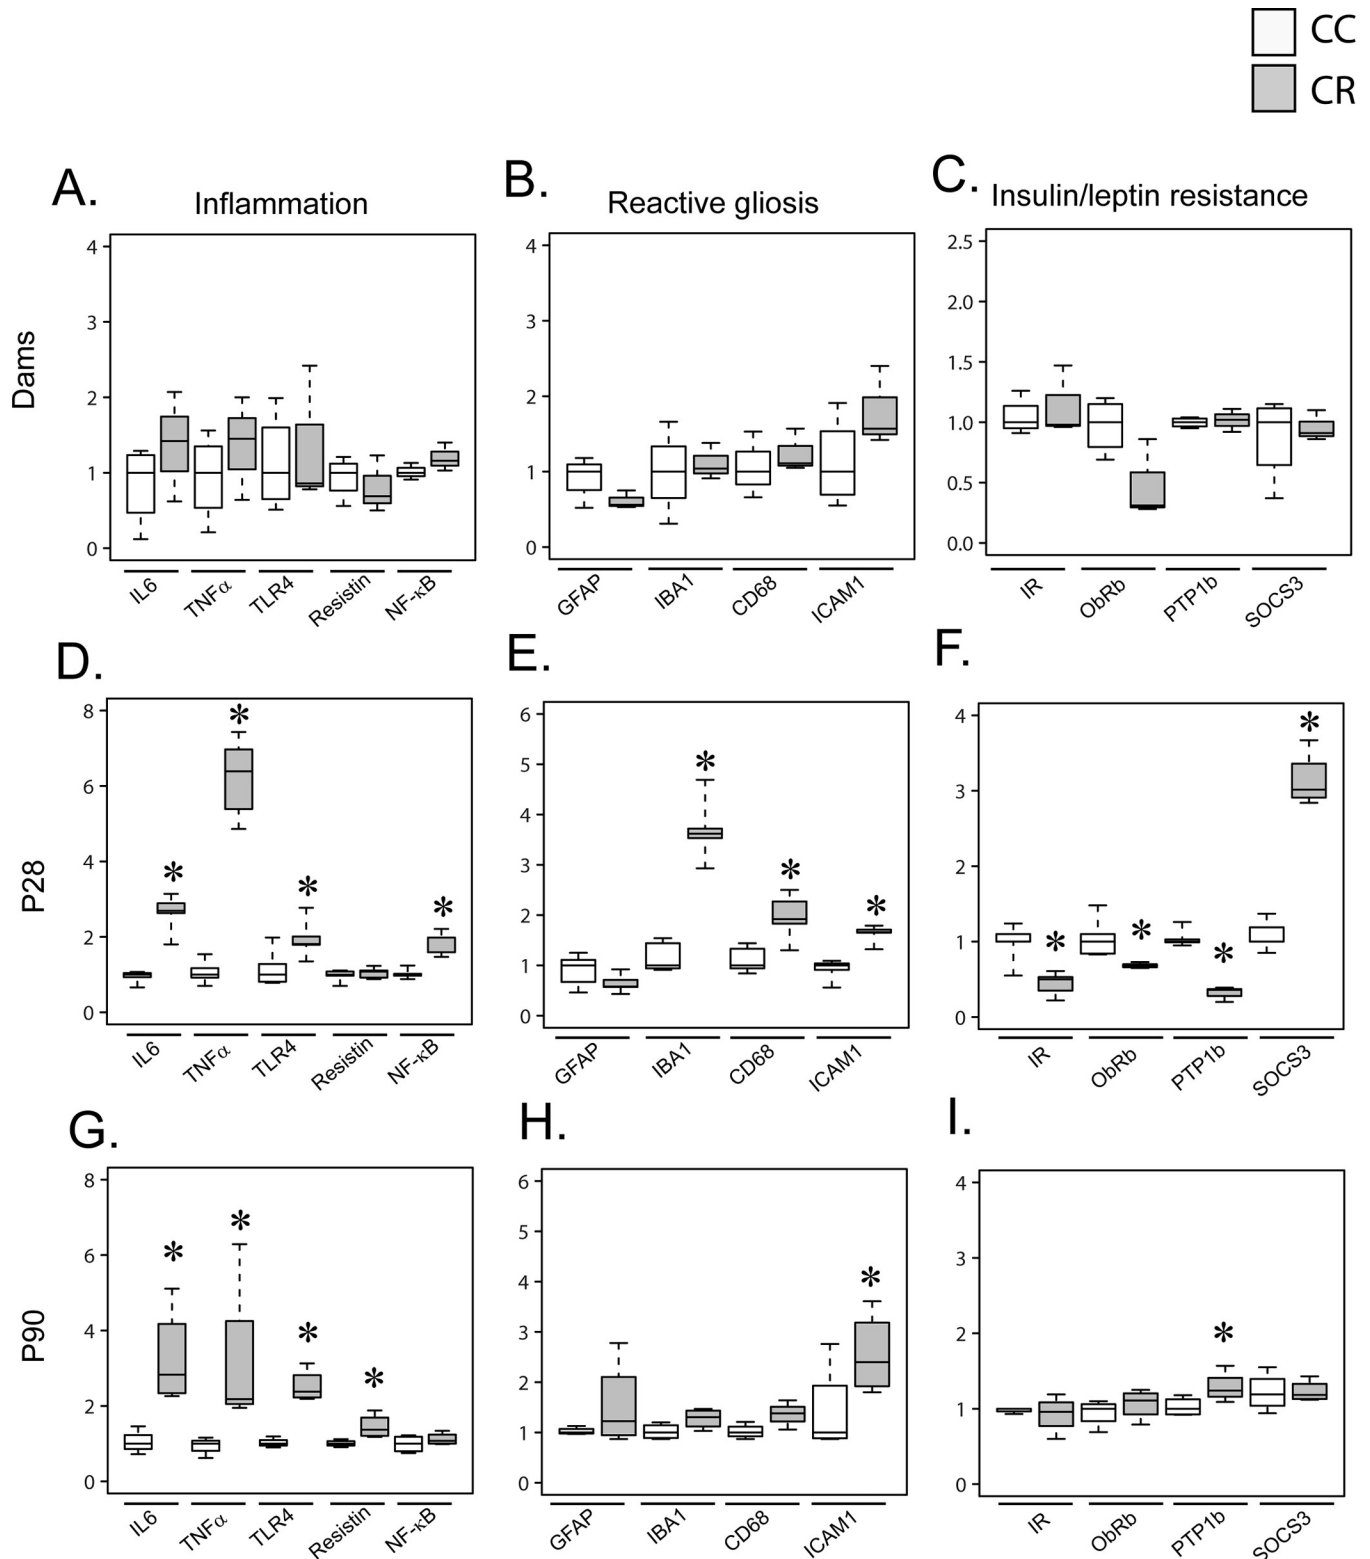 CC
CR
A.
Inflammation
B.
Reactive gliosis
C.
Insulin/leptin resistance
Dams
4
3
2
1
0
IL6
TNFα
TLR4
Resistin
NF-κB
4
3
2
1
0
GFAP
IBA1
CD68
ICAM1
2.5
2.0
1.5
1.0
0.5
0.0
IR
ObRb
PTP1b
SOCS3
D.
E.
F.
P28
8
6
4
2
0
*
*
*
*
IL6
TNFα
TLR4
Resistin
NF-κB
6
5
4
3
2
1
0
*
*
*
GFAP
IBA1
CD68
ICAM1
4
3
2
1
0
*
*
*
*
IR
ObRb
PTP1b
SOCS3
G.
H.
I.
P90
8
6
4
2
0
*
*
*
*
IL6
TNFα
TLR4
Resistin
NF-κB
6
5
4
3
2
1
0
*
GFAP
IBA1
CD68
ICAM1
4
3
2
1
0
*
IR
ObRb
PTP1b
SOCS3